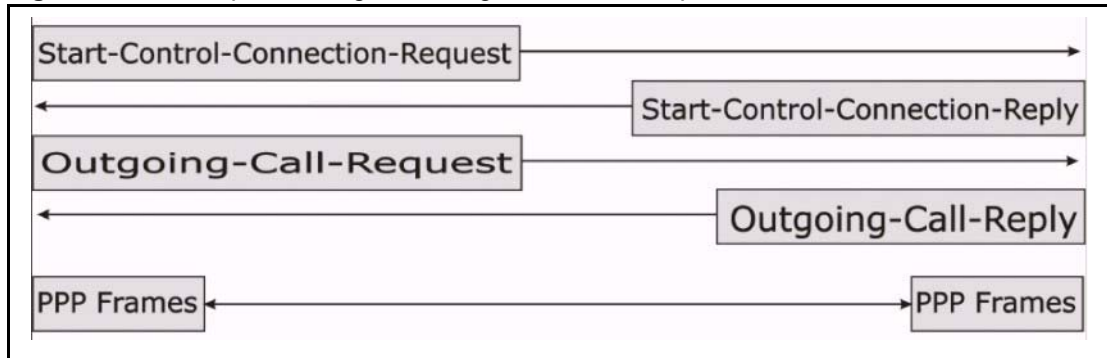 Start-Control-Connection-Request
Start-Control-Connection-Reply
Outgoing-Call-Request
Outgoing-Call-Reply
PPP Frames
PPP Frames